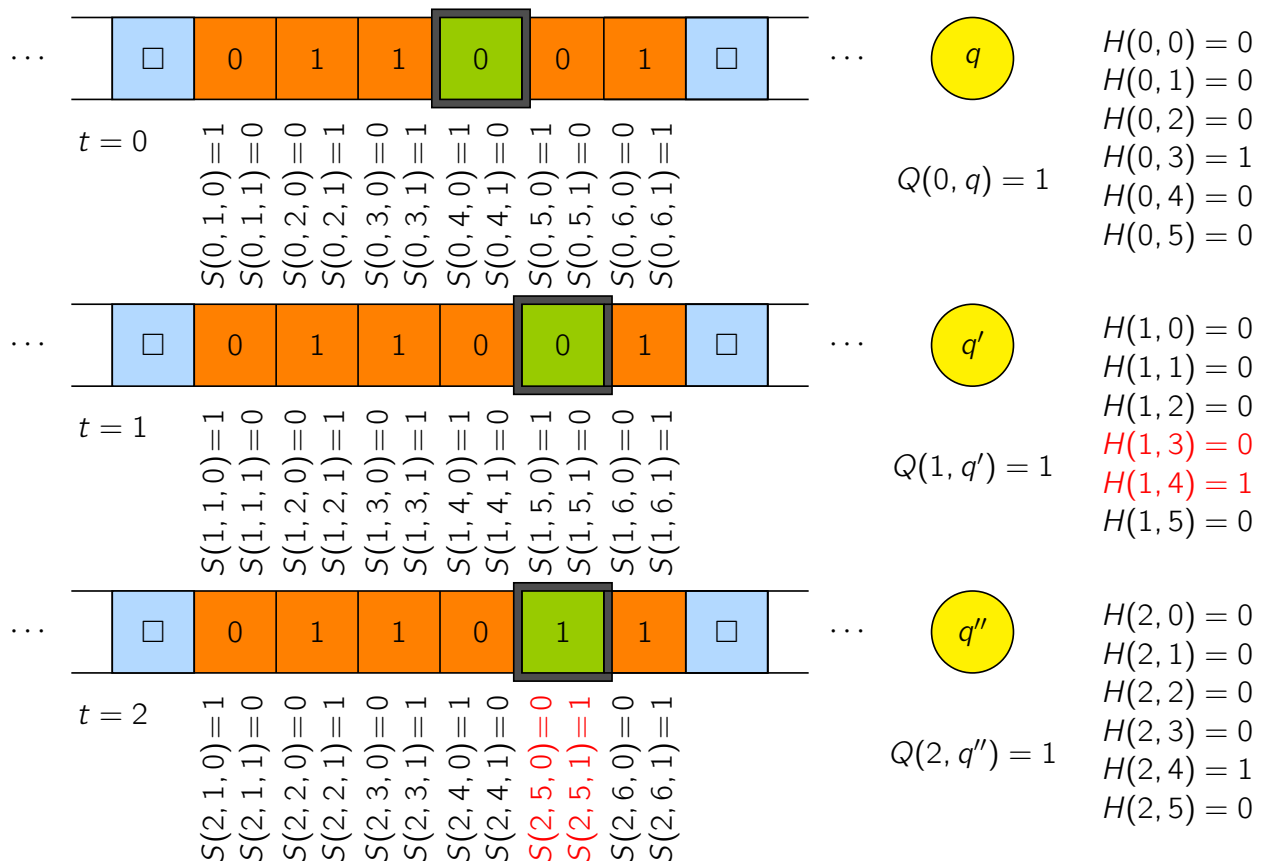 ··· □ 0 1 1 0 0 1 □ ··· q
t = 0
S(0, 1, 0)=1
S(0, 1, 1)=0
S(0, 2, 0)=0
S(0, 2, 1)=1
S(0, 3, 0)=0
S(0, 3, 1)=1
S(0, 4, 0)=1
S(0, 4, 1)=0
S(0, 5, 0)=1
S(0, 5, 1)=0
S(0, 6, 0)=0
S(0, 6, 1)=1
Q(0, q) = 1
H(0, 0) = 0
H(0, 1) = 0
H(0, 2) = 0
H(0, 3) = 1
H(0, 4) = 0
H(0, 5) = 0
··· □ 0 1 1 0 0 1 □ ··· q′
t = 1
S(1, 1, 0)=1
S(1, 1, 1)=0
S(1, 2, 0)=0
S(1, 2, 1)=1
S(1, 3, 0)=0
S(1, 3, 1)=1
S(1, 4, 0)=1
S(1, 4, 1)=0
S(1, 5, 0)=1
S(1, 5, 1)=0
S(1, 6, 0)=0
S(1, 6, 1)=1
Q(1, q′) = 1
H(1, 0) = 0
H(1, 1) = 0
H(1, 2) = 0
H(1, 3) = 0
H(1, 4) = 1
H(1, 5) = 0
··· □ 0 1 1 0 1 1 □ ··· q″
t = 2
S(2, 1, 0)=1
S(2, 1, 1)=0
S(2, 2, 0)=0
S(2, 2, 1)=1
S(2, 3, 0)=0
S(2, 3, 1)=1
S(2, 4, 0)=1
S(2, 4, 1)=0
S(2, 5, 0)=0
S(2, 5, 1)=1
S(2, 6, 0)=0
S(2, 6, 1)=1
Q(2, q″) = 1
H(2, 0) = 0
H(2, 1) = 0
H(2, 2) = 0
H(2, 3) = 0
H(2, 4) = 1
H(2, 5) = 0